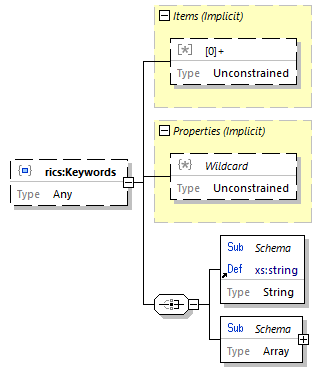 Items (Implicit)
[0]+
Type Unconstrained
Properties (Implicit)
Wildcard
Type Unconstrained
rics:Keywords
Type Any
Sub Schema
Def xs:string
Type String
Sub Schema
Type Array